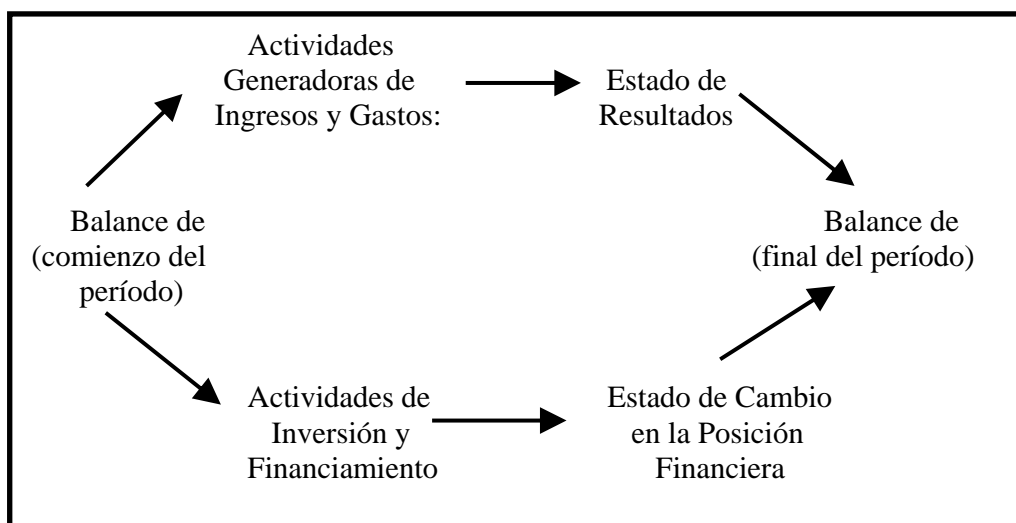 Actividades
Generadoras de
Ingresos y Gastos:
Estado de
Resultados
Balance de
(comienzo del
período)
Balance de
(final del período)
Actividades de
Inversión y
Financiamiento
Estado de Cambio
en la Posición
Financiera